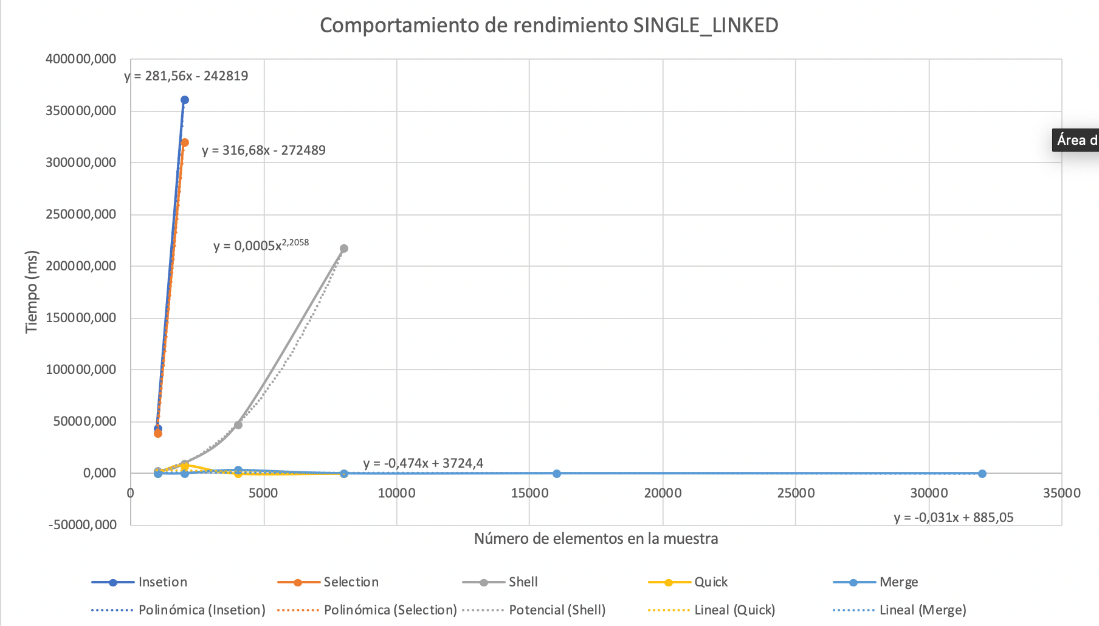 Comportamiento de rendimiento SINGLE_LINKED
400000,000
y = 281,56x - 242819
350000,000
y = 316,68x - 272489
Área d
300000,000
250000,000
y = 0,0005x^2,2058
200000,000
Tiempo (ms)
150000,000
100000,000
50000,000
y = -0,474x + 3724,4
0,000
0 5000 10000 15000 20000 25000 30000 35000
y = -0,031x + 885,05
-50000,000
Número de elementos en la muestra
Insetion Selection Shell Quick Merge
Polinómica (Insetion) Polinómica (Selection) Potencial (Shell) Lineal (Quick) Lineal (Merge)